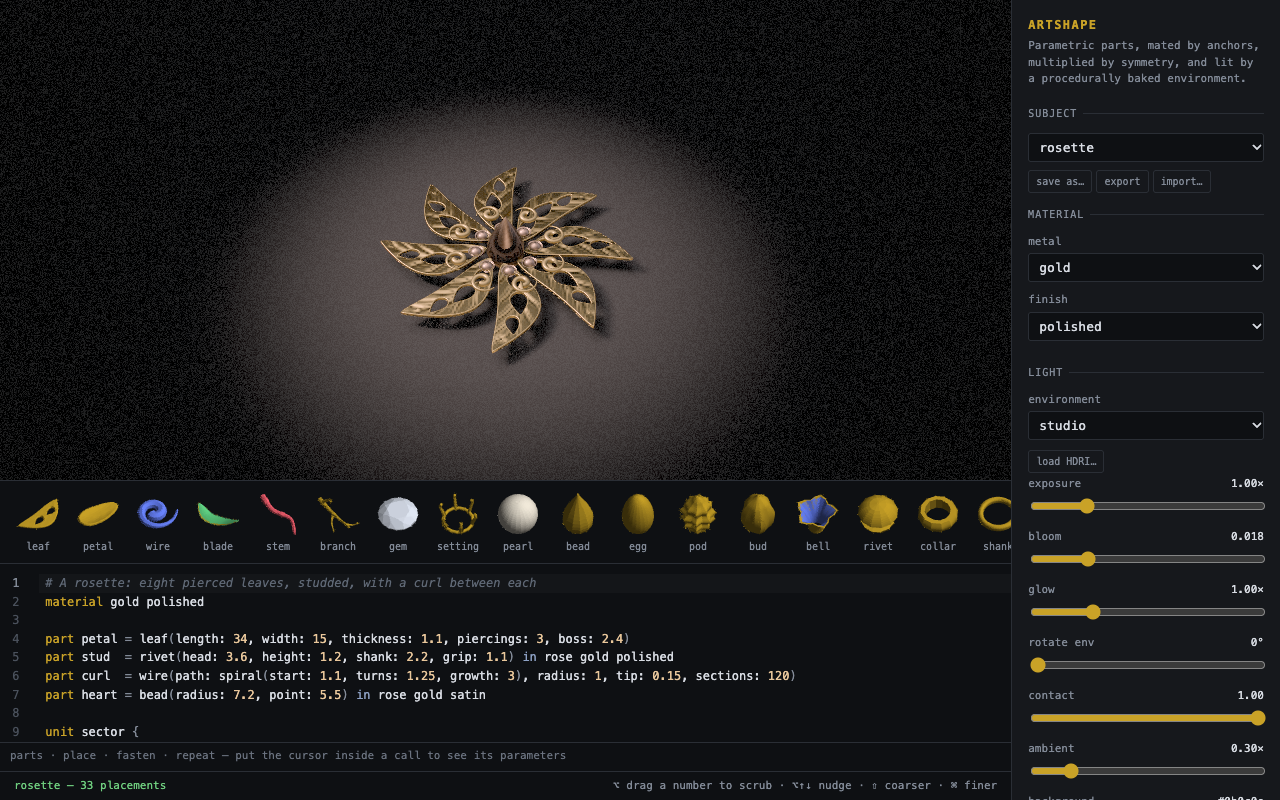 ARTSHAPE
Parametric parts, mated by anchors,
multiplied by symmetry, and lit by
a procedurally baked environment.
SUBJECT
rosette
save as… export import…
MATERIAL
metal
gold
finish
polished
LIGHT
environment
studio
load HDRI…
exposure 1.00×
bloom 0.018
glow 1.00×
rotate env 0°
contact 1.00
ambient 0.30×
leaf petal wire blade stem branch gem setting pearl bead egg pod bud bell rivet collar shank
1 # A rosette: eight pierced leaves, studded, with a curl between each
2 material gold polished
3
4 part petal = leaf(length: 34, width: 15, thickness: 1.1, piercings: 3, boss: 2.4)
5 part stud = rivet(head: 3.6, height: 1.2, shank: 2.2, grip: 1.1) in rose gold polished
6 part curl = wire(path: spiral(start: 1.1, turns: 1.25, growth: 3), radius: 1, tip: 0.15, sections: 120)
7 part heart = bead(radius: 7.2, point: 5.5) in rose gold satin
8
9 unit sector {
parts · place · fasten · repeat — put the cursor inside a call to see its parameters
rosette — 33 placements
⌥ drag a number to scrub · ⌥↑↓ nudge · ⇧ coarser · ⌘ finer